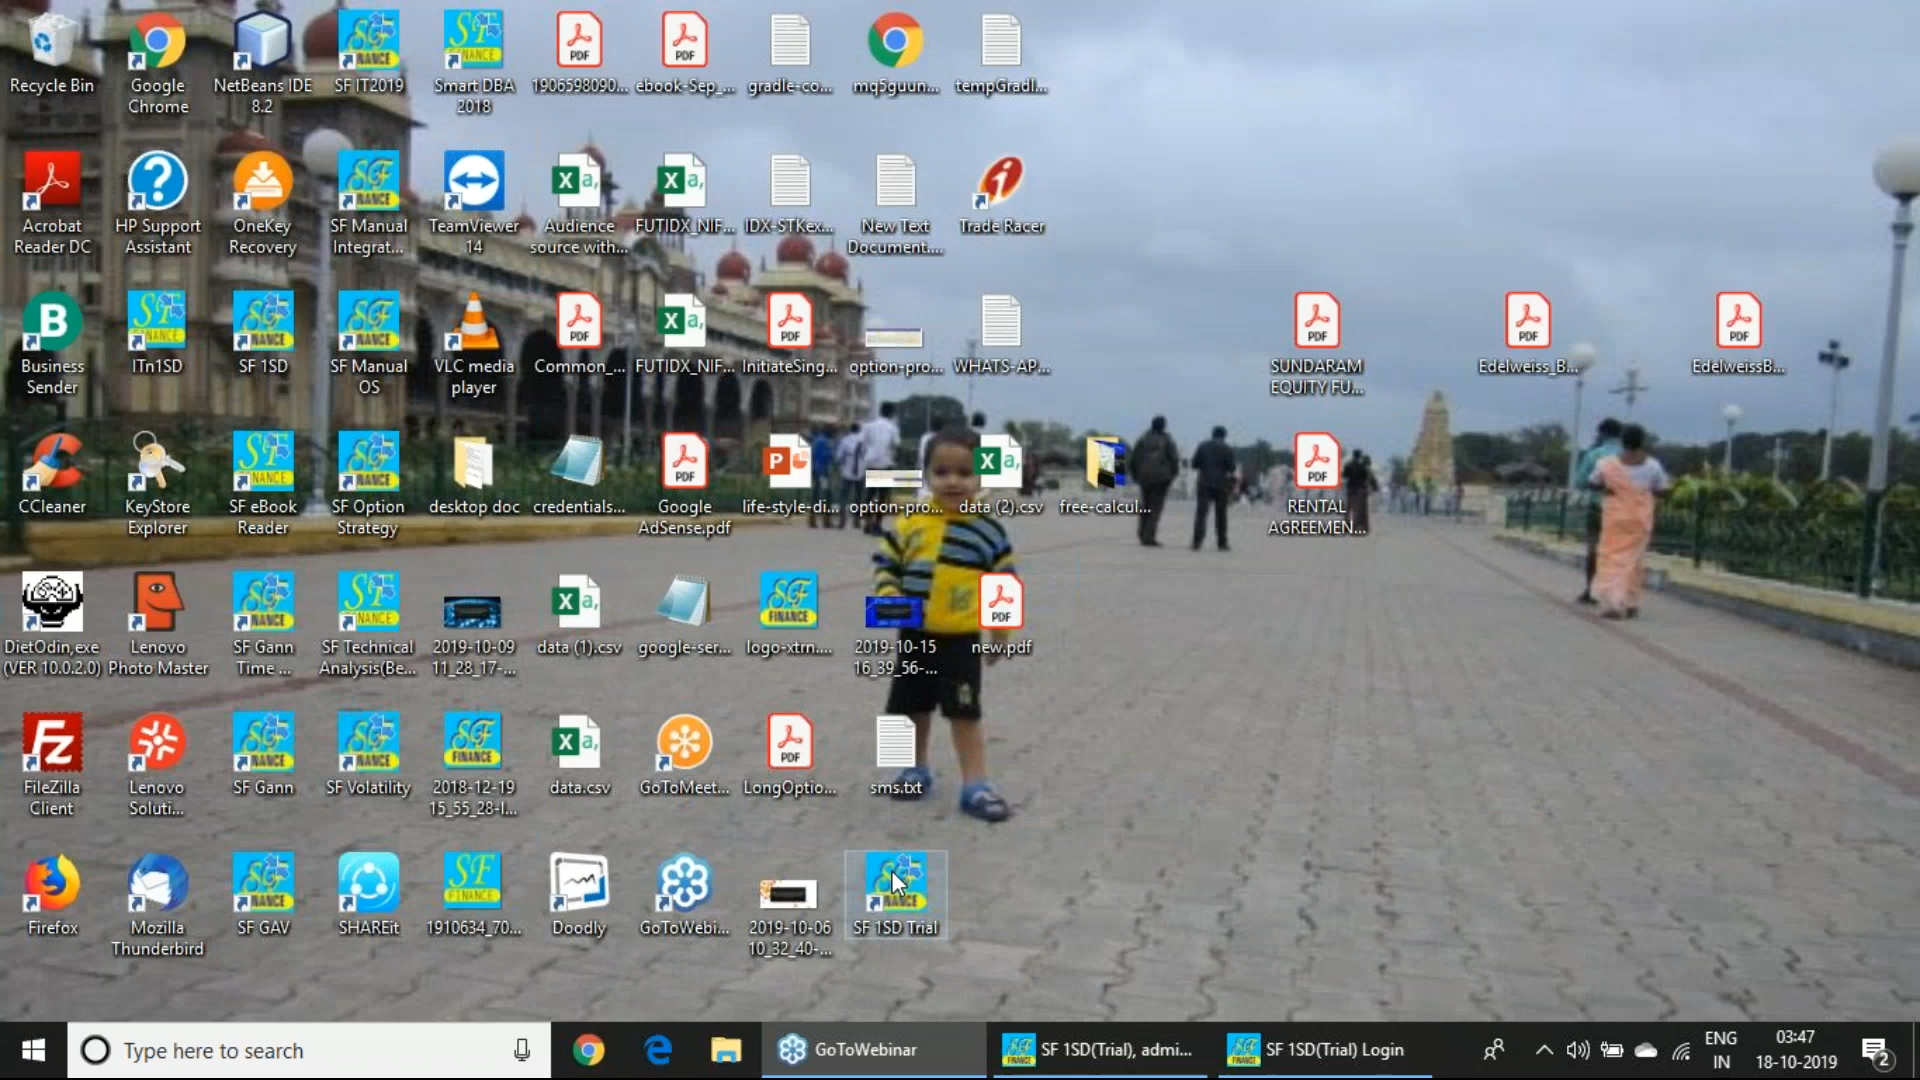 Recycle Bin
Google
Chrome
NetBeans IDE
8.2
SF IT2019
Smart DBA
2018
1906598090...
ebook-Sep_...
gradle-co...
mq5guun...
tempGradl...
Acrobat
Reader DC
HP Support
Assistant
OneKey
Recovery
SF Manual
Integrat...
TeamViewer
14
Audience
source with...
FUTIDX_NIF...
IDX-STKex...
New Text
Document....
Trade Racer
Business
Sender
ITn1SD
SF 1SD
SF Manual
OS
VLC media
player
Common_...
FUTIDX_NIF...
InitiateSing...
option-pro...
WHATS-AP...
SUNDARAM
EQUITY FU...
Edelweiss_B...
EdelweissB...
CCleaner
KeyStore
Explorer
SF eBook
Reader
SF Option
Strategy
desktop doc
credentials...
Google
AdSense.pdf
life-style-di...
option-pro...
data (2).csv
free-calcul...
RENTAL
AGREEMEN...
DietOdin,exe
(VER 10.0.2.0)
Lenovo
Photo Master
SF Gann
Time ...
SF Technical
Analysis(Be...
2019-10-09
11_28_17-...
data (1).csv
google-ser...
logo-xtrn....
2019-10-15
16_39_56-...
new.pdf
FileZilla
Client
Lenovo
Soluti...
SF Gann
SF Volatility
2018-12-19
15_55_28-I...
data.csv
GoToMeet...
LongOptio...
sms.txt
Firefox
Mozilla
Thunderbird
SF GAV
SHAREit
1910634_70...
Doodly
GoToWebi...
2019-10-06
10_32_40-...
SF 1SD Trial
Type here to search
GoToWebinar
SF 1SD(Trial), admi...
SF 1SD(Trial) Login
ENG
IN
03:47
18-10-2019
2